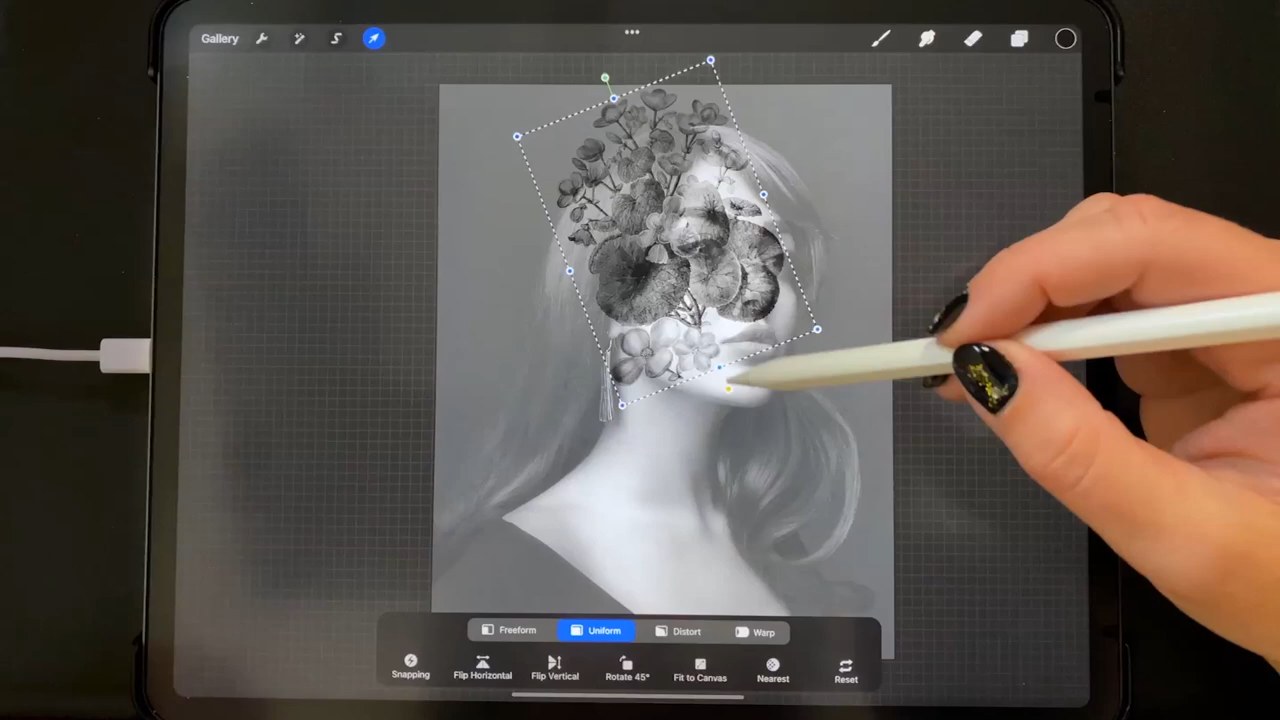 Gallery
Freeform Uniform Distort Warp
Snapping Flip Horizontal Flip Vertical Rotate 45° Fit to Canvas Nearest Reset